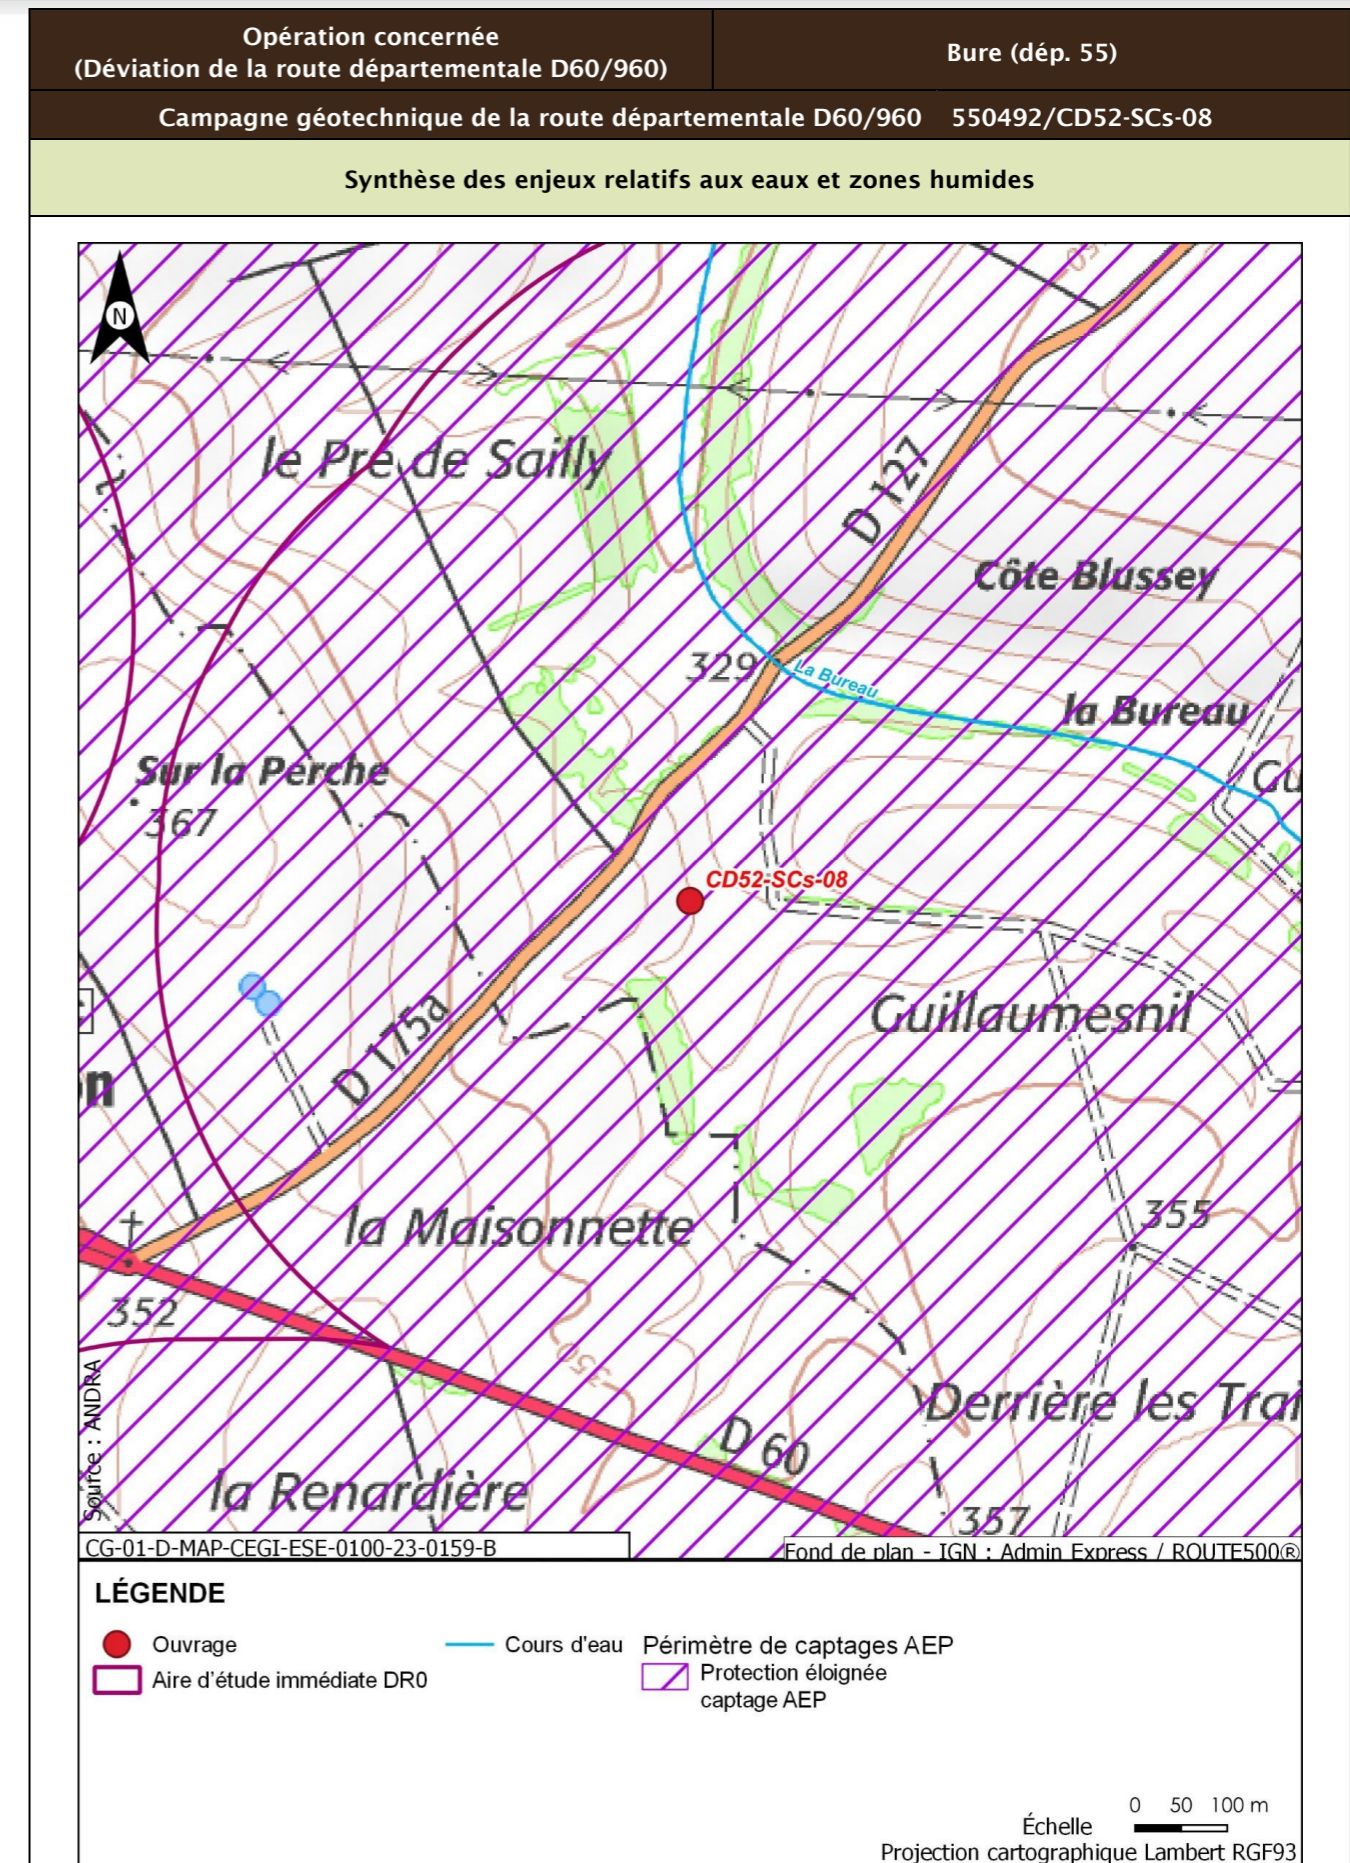 Opération concernée
(Déviation de la route départementale D60/960)
Bure (dép. 55)
Campagne géotechnique de la route départementale D60/960 550492/CD52-SCs-08
Synthèse des enjeux relatifs aux eaux et zones humides
N
le Pré de Sailly
D 127
Côte Blussey
329
La Bureau
la Bureau
Gu
Sur la Perche
367
CD52-SCs-08
Guillaumesnil
D 175a
n
la Maisonnette
355
352
350
Derrière les Trai
D 60
la Renardière
357
Source : ANDRA
CG-01-D-MAP-CEGI-ESE-0100-23-0159-B
Fond de plan - IGN : Admin Express / ROUTE500®
LÉGENDE
Ouvrage
Cours d'eau
Périmètre de captages AEP
Aire d'étude immédiate DR0
Protection éloignée
captage AEP
0 50 100 m
Échelle
Projection cartographique Lambert RGF93